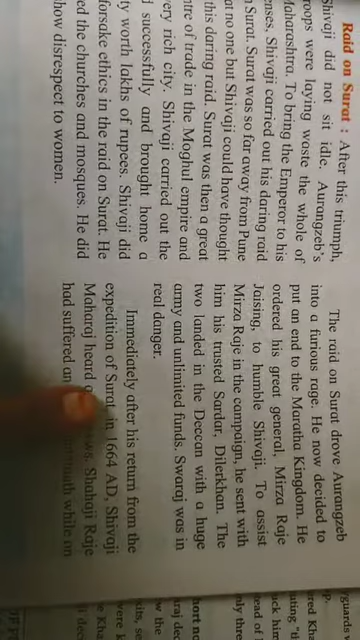 Raid on Surat : After this triumph,
Shivaji did not sit idle. Aurangzeb's
troops were laying waste the whole of
Maharashtra. To bring the Emperor to his
senses, Shivaji carried out his daring raid
Surat. Surat was so far away from Pune
at no one but Shivaji could have thought
this daring raid. Surat was then a great
ntre of trade in the Moghul empire and
very rich city. Shivaji carried out the
d successfully and brought home a
ty worth lakhs of rupees. Shivaji did
forsake ethics in the raid on Surat. He
ed the churches and mosques. He did
how disrespect to women.
The raid on Surat drove Aurangzeb
into a furious rage. He now decided to
put an end to the Maratha Kingdom. He
ordered his great general, Mirza Raje
Jaising, to humble Shivaji. To assist
Mirza Raje in the campaign, he sent with
him his trusted Sardar, Dilerkhan. The
two landed in the Deccan with a huge
army and unlimited funds. Swaraj was in
real danger.
Immediately after his return from the
expedition of Surat in 1664 AD, Shivaji
Maharaj heard news. Shahaji Raje
had suffered an while on